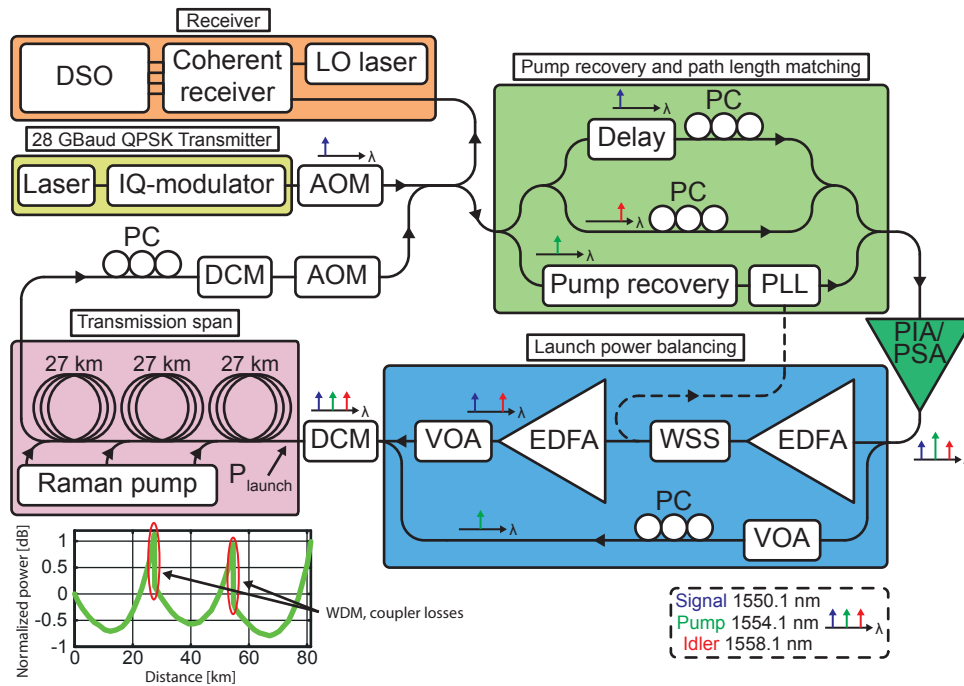 Receiver
DSO
Coherent
receiver
LO laser
28 GBaud QPSK Transmitter
Laser
IQ-modulator
λ
AOM
PC
DCM
AOM
Pump recovery and path length matching
λ
Delay
PC
λ
PC
λ
Pump recovery
PLL
PIA/
PSA
Transmission span
27 km
27 km
27 km
Raman pump
P launch
λ
DCM
Launch power balancing
λ
VOA
EDFA
WSS
EDFA
λ
PC
VOA
Normalized power [dB]
1
0.5
0
-0.5
-1
0
20
40
60
80
Distance [km]
WDM, coupler losses
Signal 1550.1 nm
Pump 1554.1 nm
λ
Idler 1558.1 nm